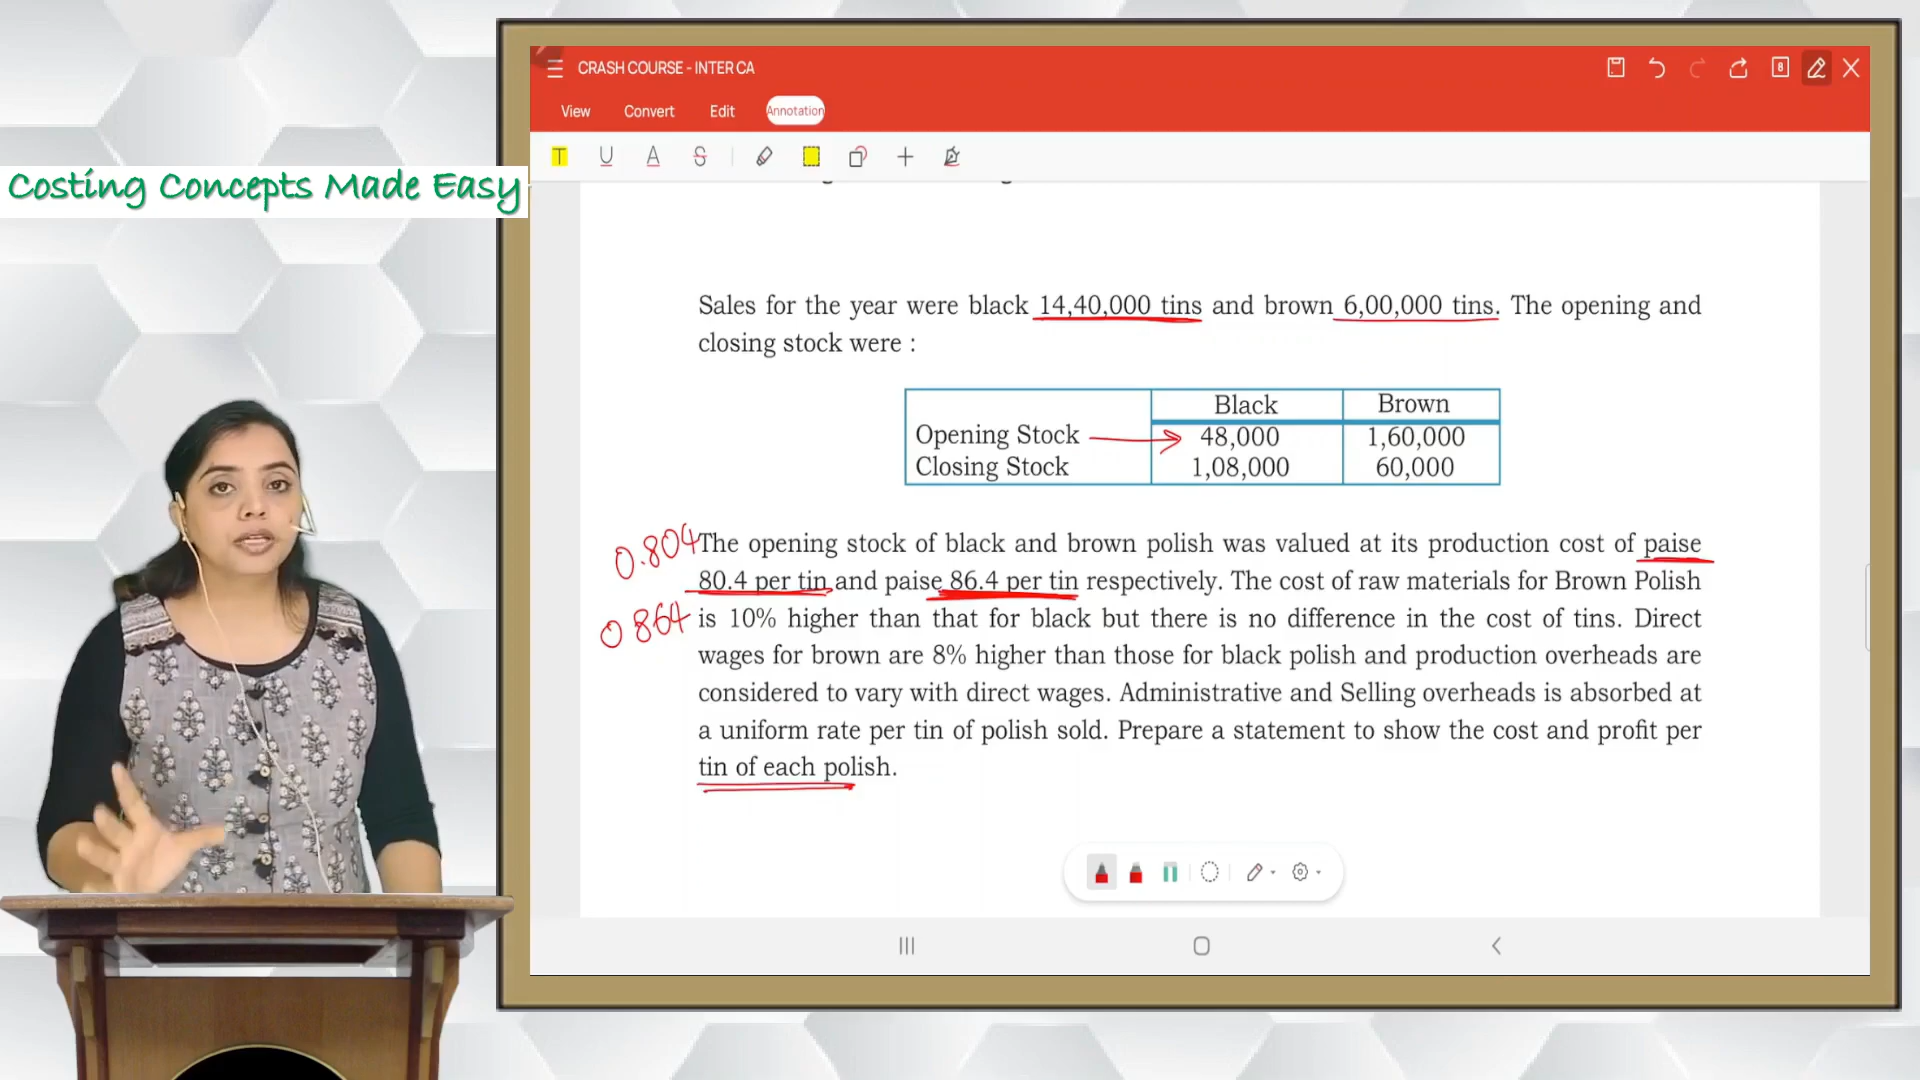 CRASH COURSE - INTER CA
8
View Convert Edit Annotation
T U A S
Costing Concepts Made Easy
Sales for the year were black 14,40,000 tins and brown 6,00,000 tins. The opening and
closing stock were :
Black Brown
Opening Stock 48,000 1,60,000
Closing Stock 1,08,000 60,000
0.804
The opening stock of black and brown polish was valued at its production cost of paise
80.4 per tin and paise 86.4 per tin respectively. The cost of raw materials for Brown Polish
0 864
is 10% higher than that for black but there is no difference in the cost of tins. Direct
wages for brown are 8% higher than those for black polish and production overheads are
considered to vary with direct wages. Administrative and Selling overheads is absorbed at
a uniform rate per tin of polish sold. Prepare a statement to show the cost and profit per
tin of each polish.